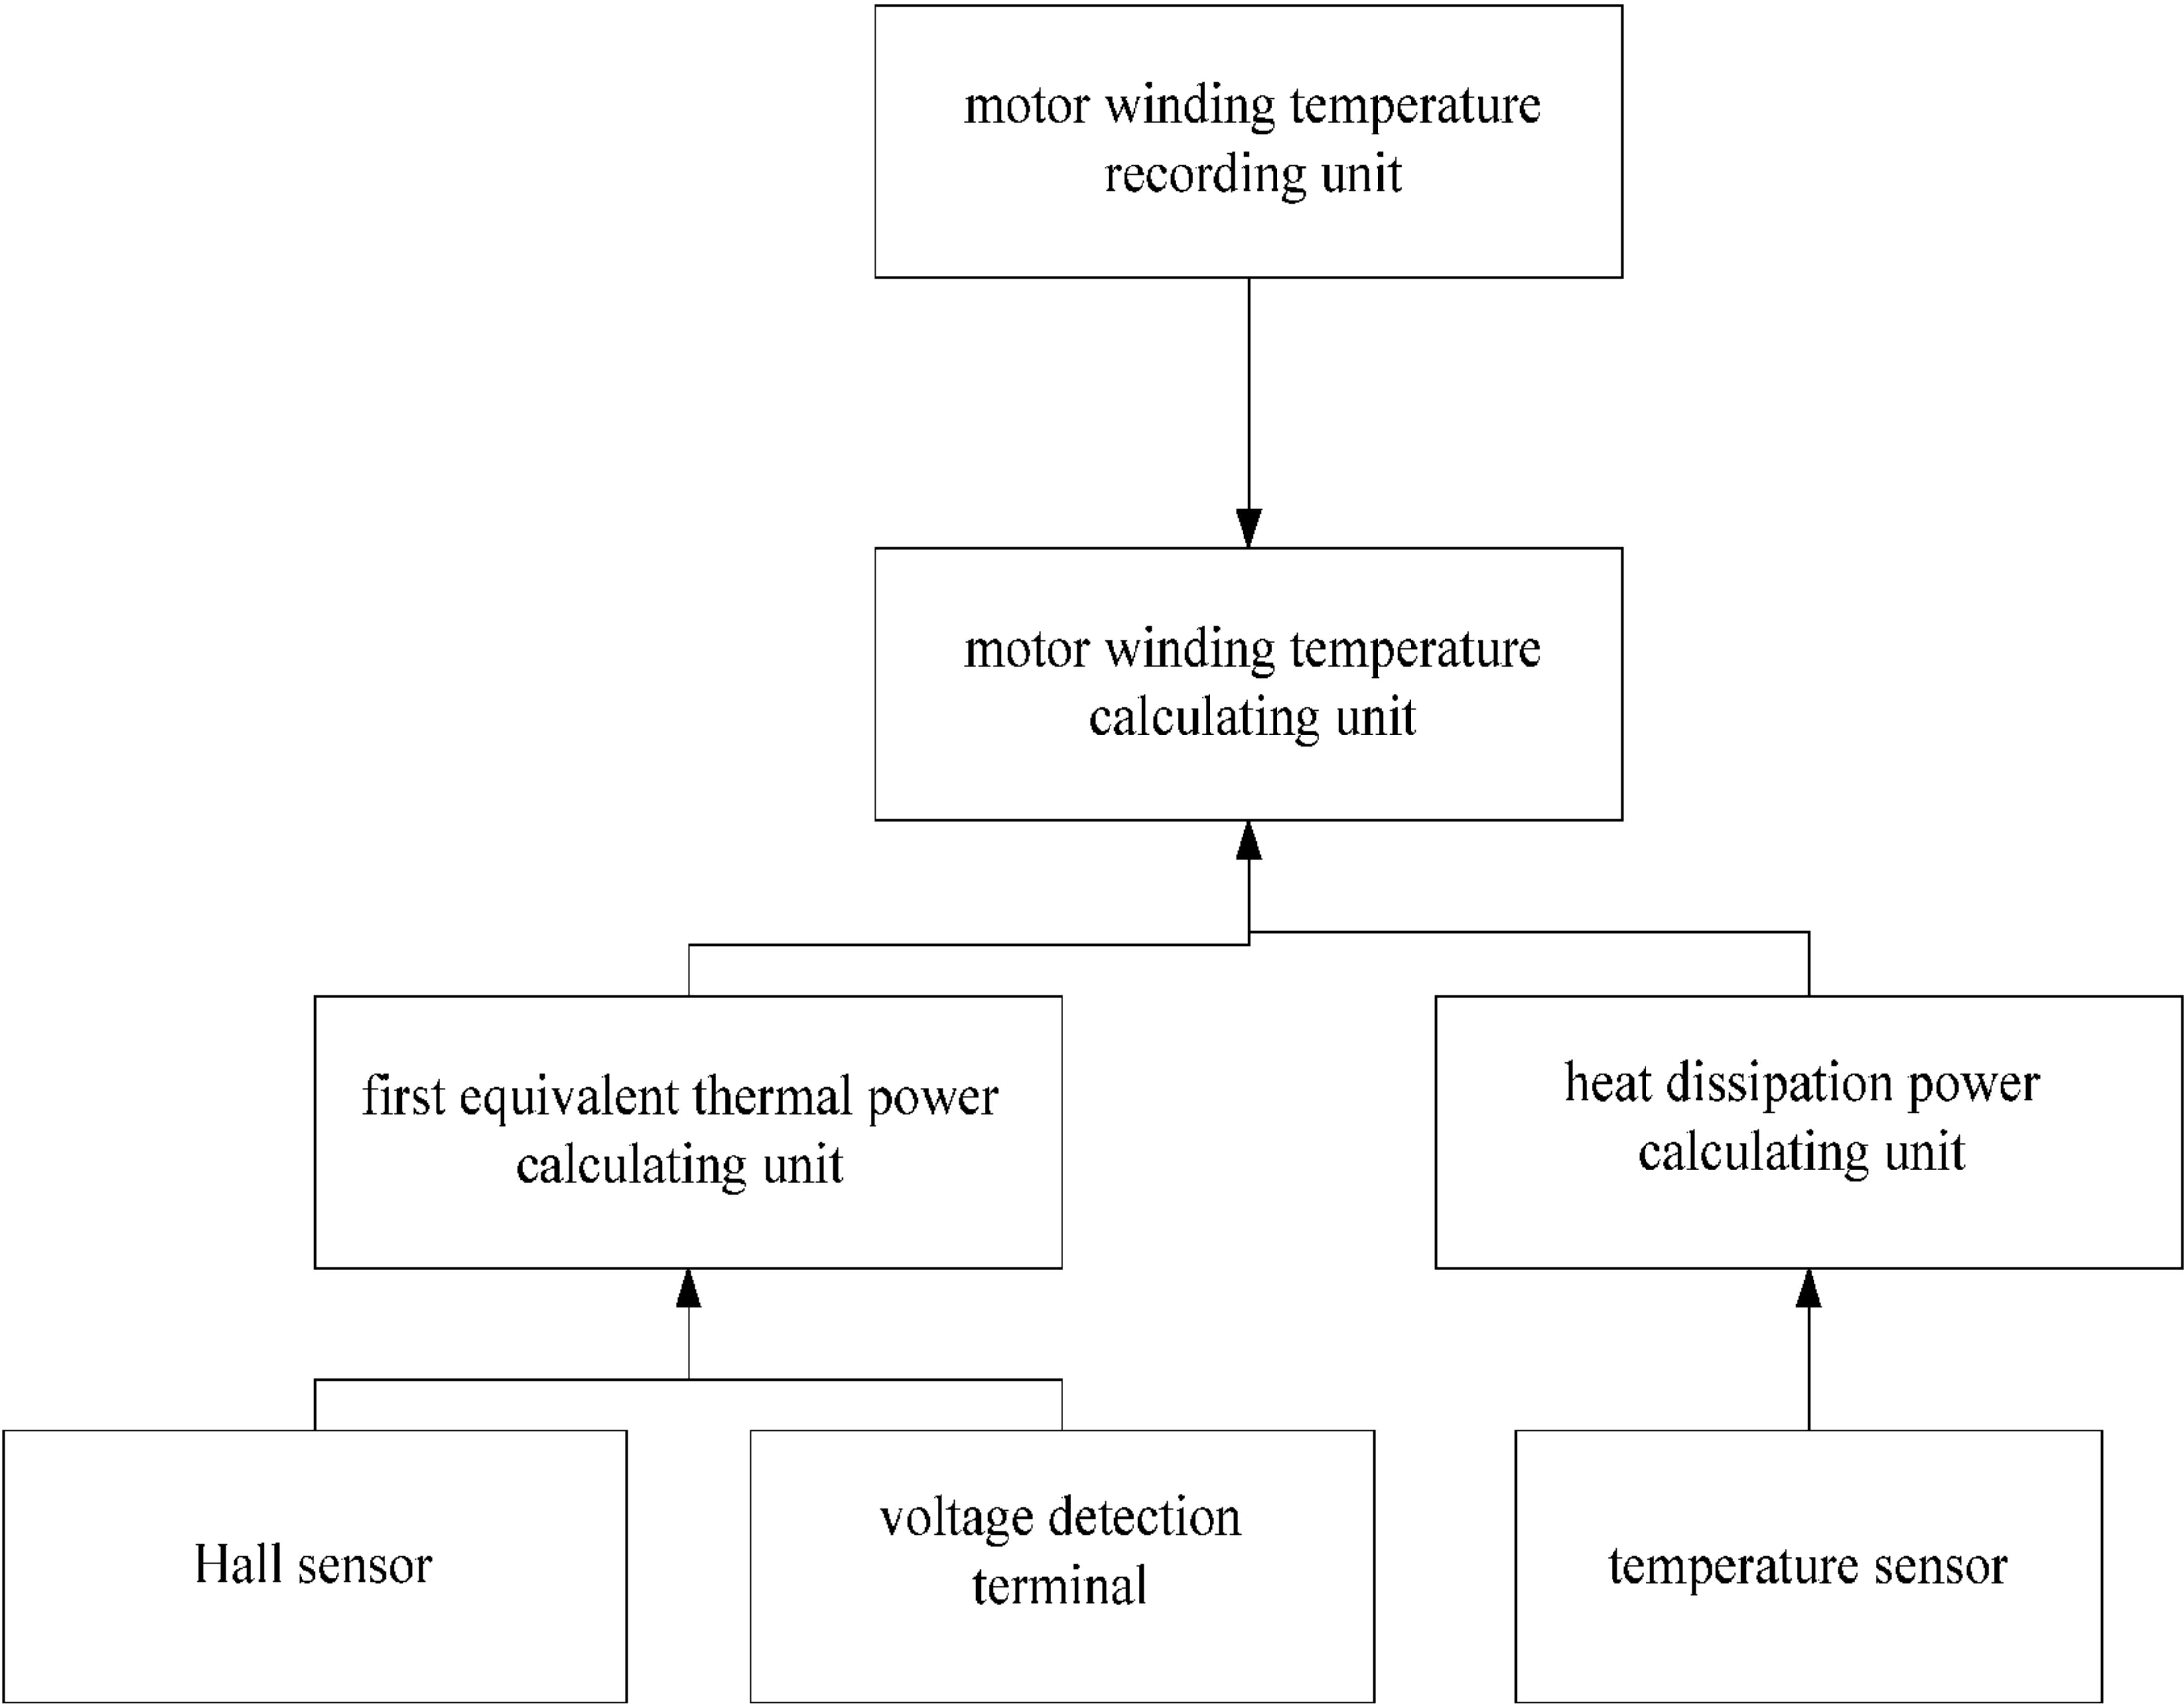 motor winding temperature
recording unit
motor winding temperature
calculating unit
first equivalent thermal power
calculating unit
heat dissipation power
calculating unit
Hall sensor
voltage detection
terminal
temperature sensor